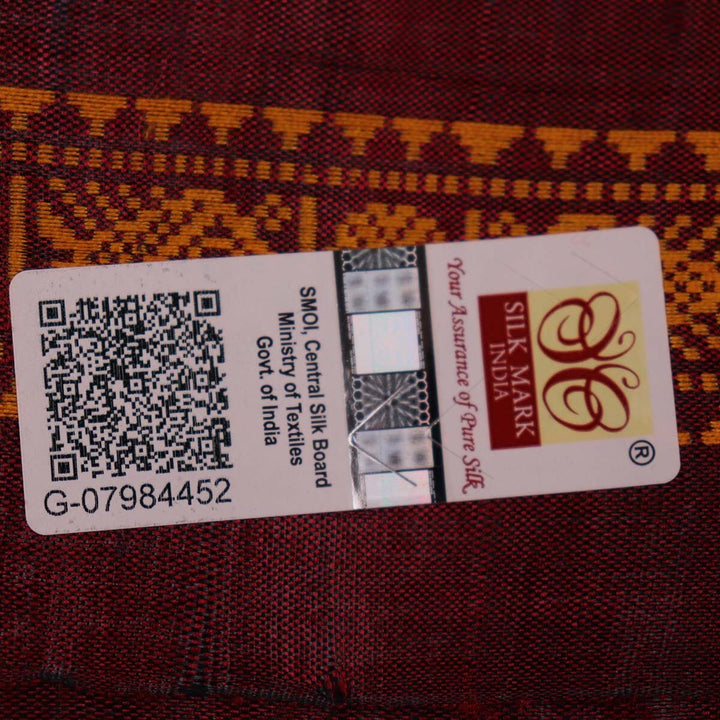 G-07984452
SMOI, Central Silk Board
Ministry of Textiles
Govt. of India
Your Assurance of Pure Silk
SILK MARK
INDIA
®